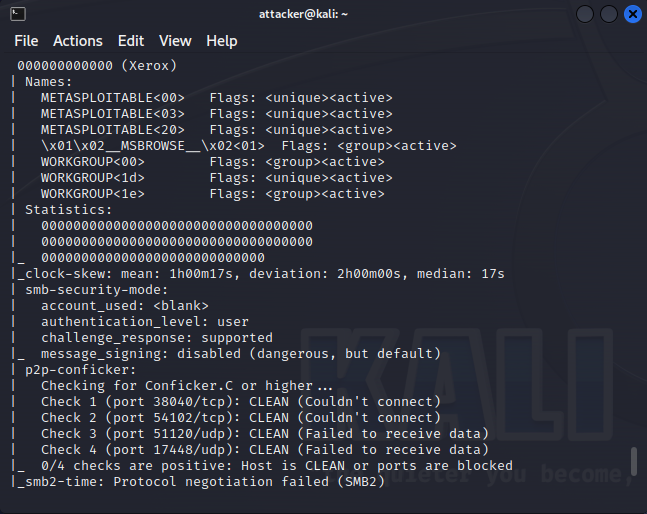 attacker@kali: ~
File Actions Edit View Help
000000000000 (Xerox)
| Names:
|   METASPLOITABLE<00>   Flags: <unique><active>
|   METASPLOITABLE<03>   Flags: <unique><active>
|   METASPLOITABLE<20>   Flags: <unique><active>
|   \x01\x02__MSBROWSE__\x02<01>  Flags: <group><active>
|   WORKGROUP<00>        Flags: <group><active>
|   WORKGROUP<1d>        Flags: <unique><active>
|   WORKGROUP<1e>        Flags: <group><active>
| Statistics:
|   0000000000000000000000000000000000
|   0000000000000000000000000000000000
|_  0000000000000000000000000000
|_clock-skew: mean: 1h00m17s, deviation: 2h00m00s, median: 17s
| smb-security-mode:
|   account_used: <blank>
|   authentication_level: user
|   challenge_response: supported
|_  message_signing: disabled (dangerous, but default)
| p2p-conficker:
|   Checking for Conficker.C or higher...
|   Check 1 (port 38040/tcp): CLEAN (Couldn't connect)
|   Check 2 (port 54102/tcp): CLEAN (Couldn't connect)
|   Check 3 (port 51120/udp): CLEAN (Failed to receive data)
|   Check 4 (port 17448/udp): CLEAN (Failed to receive data)
|_  0/4 checks are positive: Host is CLEAN or ports are blocked
|_smb2-time: Protocol negotiation failed (SMB2)
KALI
quieter you become,